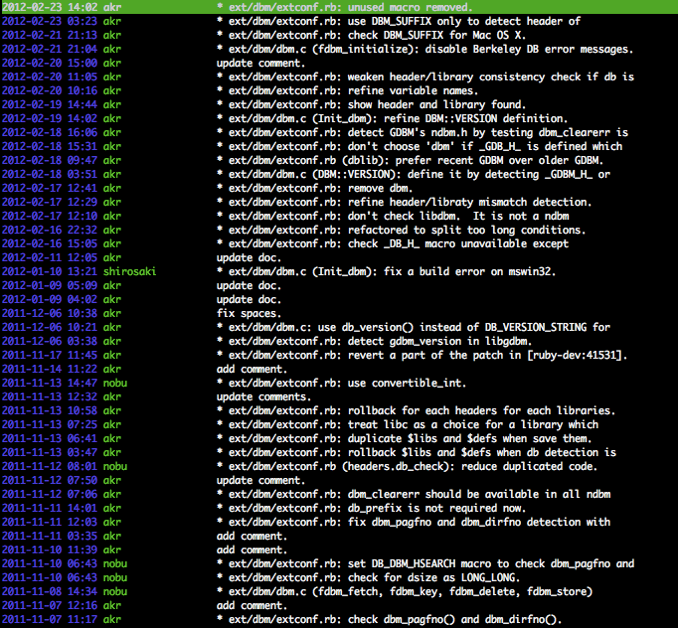 2012-02-23 14:02 akr * ext/dbm/extconf.rb: unused macro removed.
2012-02-23 03:23 akr * ext/dbm/extconf.rb: use DBM_SUFFIX only to detect header of
2012-02-21 21:13 akr * ext/dbm/extconf.rb: check DBM_SUFFIX for Mac OS X.
2012-02-21 21:04 akr * ext/dbm/dbm.c (fdbm_initialize): disable Berkeley DB error messages.
2012-02-20 15:00 akr update comment.
2012-02-20 11:05 akr * ext/dbm/extconf.rb: weaken header/library consistency check if db is
2012-02-20 10:16 akr * ext/dbm/extconf.rb: refine variable names.
2012-02-19 14:44 akr * ext/dbm/extconf.rb: show header and library found.
2012-02-19 14:02 akr * ext/dbm/dbm.c (Init_dbm): refine DBM::VERSION definition.
2012-02-18 16:06 akr * ext/dbm/extconf.rb: detect GDBM's ndbm.h by testing dbm_clearerr is
2012-02-18 15:31 akr * ext/dbm/extconf.rb: don't choose 'dbm' if _GDB_H_ is defined which
2012-02-18 09:47 akr * ext/dbm/extconf.rb (dblib): prefer recent GDBM over older GDBM.
2012-02-18 03:51 akr * ext/dbm/dbm.c (DBM::VERSION): define it by detecting _GDBM_H_ or
2012-02-17 12:41 akr * ext/dbm/extconf.rb: remove dbm.
2012-02-17 12:29 akr * ext/dbm/extconf.rb: refine header/libraty mismatch detection.
2012-02-17 12:10 akr * ext/dbm/extconf.rb: don't check libdbm.  It is not a ndbm
2012-02-16 22:32 akr * ext/dbm/extconf.rb: refactored to split too long conditions.
2012-02-16 15:05 akr * ext/dbm/extconf.rb: check _DB_H_ macro unavailable except
2012-02-11 12:05 akr update doc.
2012-01-10 13:21 shirosaki * ext/dbm/dbm.c (Init_dbm): fix a build error on mswin32.
2012-01-09 05:09 akr update doc.
2012-01-09 04:02 akr update doc.
2011-12-06 10:38 akr fix spaces.
2011-12-06 10:21 akr * ext/dbm/dbm.c: use db_version() instead of DB_VERSION_STRING for
2011-12-06 03:38 akr * ext/dbm/extconf.rb: detect gdbm_version in libgdbm.
2011-11-17 11:45 akr * ext/dbm/extconf.rb: revert a part of the patch in [ruby-dev:41531].
2011-11-14 11:22 akr add comment.
2011-11-13 14:47 nobu * ext/dbm/extconf.rb: use convertible_int.
2011-11-13 12:32 akr update comments.
2011-11-13 10:58 akr * ext/dbm/extconf.rb: rollback for each headers for each libraries.
2011-11-13 07:25 akr * ext/dbm/extconf.rb: treat libc as a choice for a library which
2011-11-13 06:41 akr * ext/dbm/extconf.rb: duplicate $libs and $defs when save them.
2011-11-13 03:47 akr * ext/dbm/extconf.rb: rollback $libs and $defs when db detection is
2011-11-12 08:01 nobu * ext/dbm/extconf.rb (headers.db_check): reduce duplicated code.
2011-11-12 07:50 akr update comment.
2011-11-12 07:06 akr * ext/dbm/extconf.rb: dbm_clearerr should be available in all ndbm
2011-11-11 14:01 akr * ext/dbm/extconf.rb: db_prefix is not required now.
2011-11-11 12:03 akr * ext/dbm/extconf.rb: fix dbm_pagfno and dbm_dirfno detection with
2011-11-11 03:35 akr add comment.
2011-11-10 11:39 akr add comment.
2011-11-10 06:43 nobu * ext/dbm/extconf.rb: set DB_DBM_HSEARCH macro to check dbm_pagfno and
2011-11-10 06:43 nobu * ext/dbm/extconf.rb: check for dsize as LONG_LONG.
2011-11-08 14:34 nobu * ext/dbm/dbm.c (fdbm_fetch, fdbm_key, fdbm_delete, fdbm_store)
2011-11-07 12:16 akr add comment.
2011-11-07 11:17 akr * ext/dbm/extconf.rb: check dbm_pagfno() and dbm_dirfno().